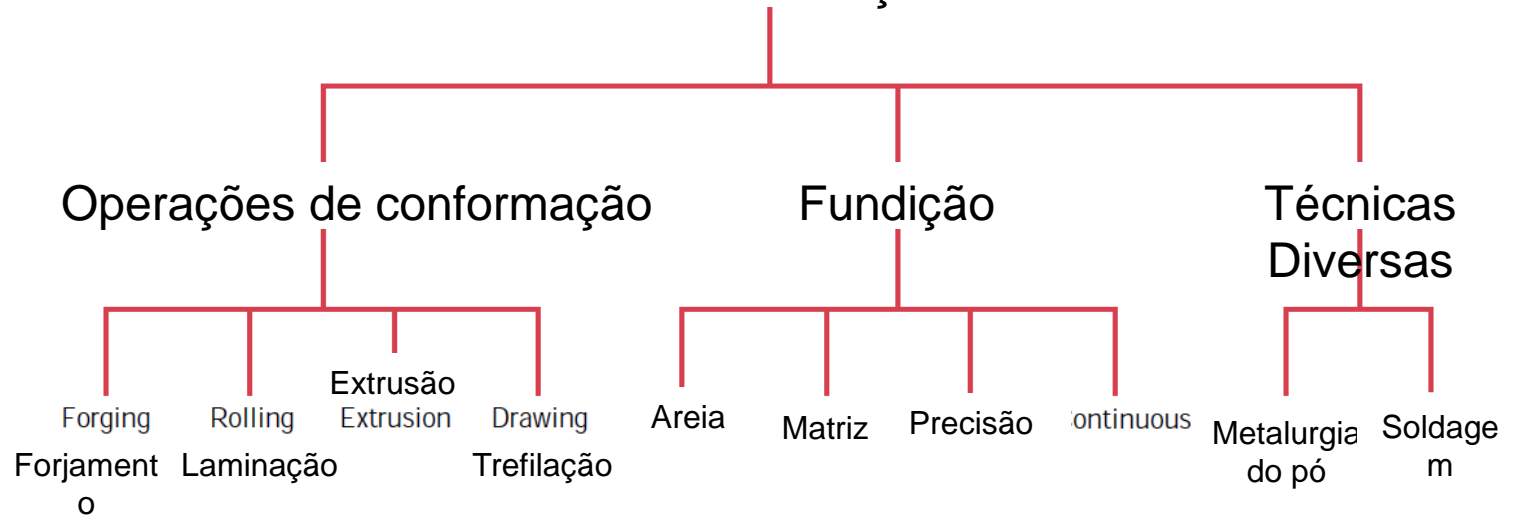 Operações de conformação
Fundição
Técnicas
Diversas
Extrusão
Forging
Rolling
Extrusion
Drawing
Areia
Matriz
Precisão
ontinuous
Metalurgia
do pó
Soldage
m
Forjament
o
Laminação
Trefilação